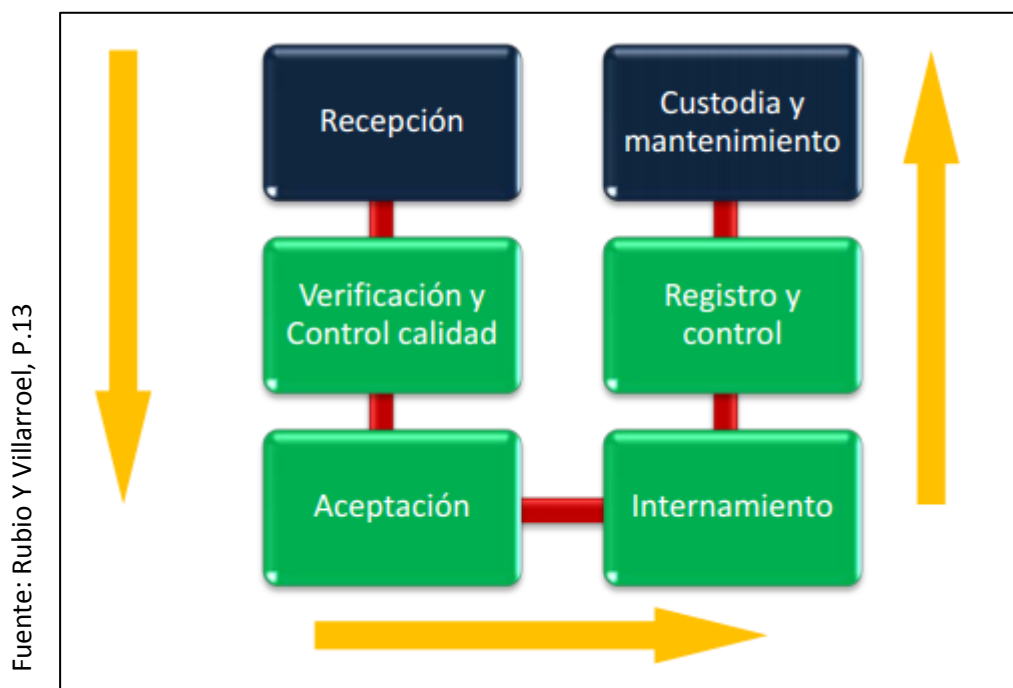 Recepción
Verificación y
Control calidad
Aceptación
Internamiento
Registro y
control
Custodia y
mantenimiento
Fuente: Rubio Y Villarroel, P.13